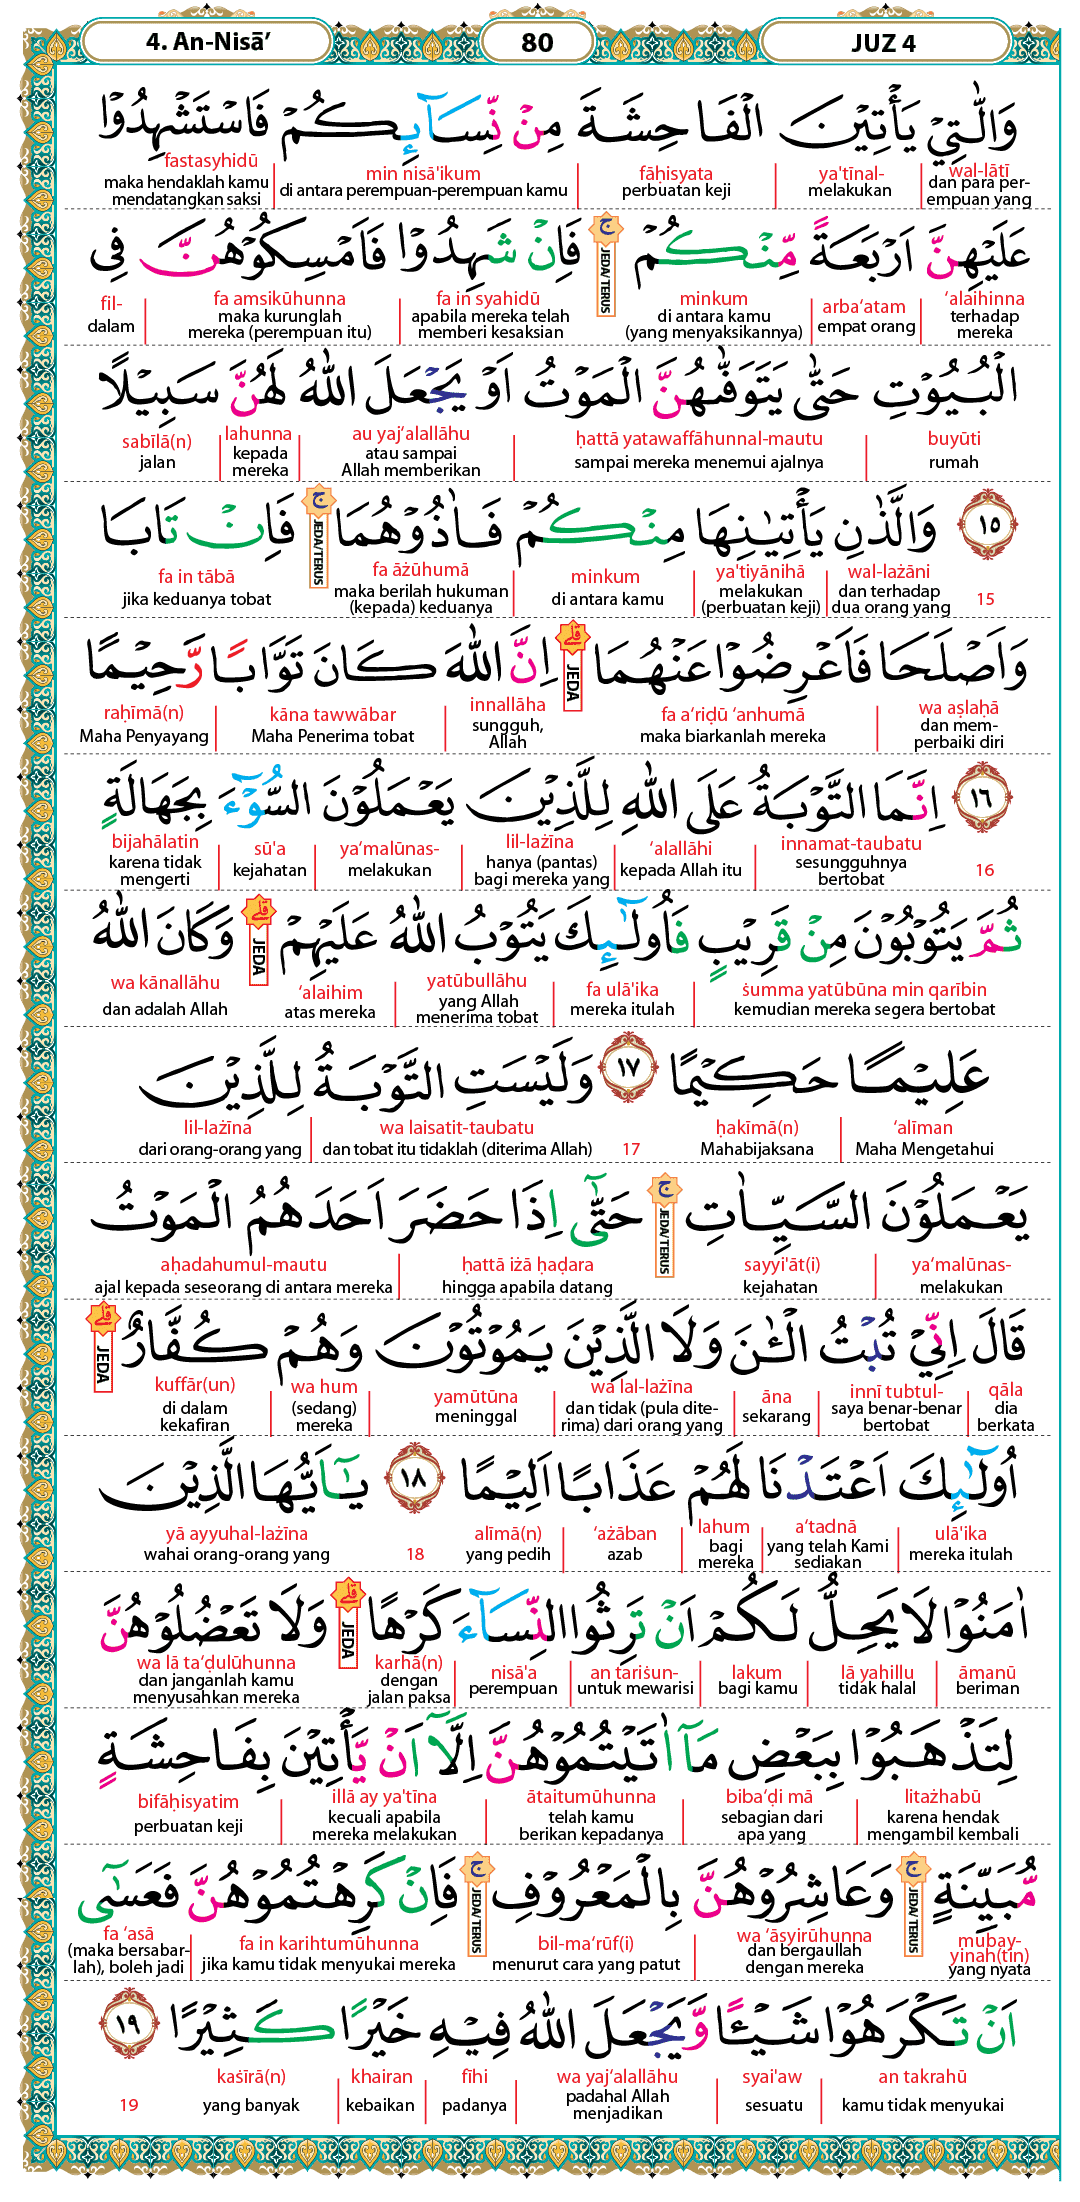 4. An-Nisā’
80
JUZ 4
وَالّٰتِيْ يَأْتِيْنَ الْفَاحِشَةَ مِنْ نِّسَاۤىِٕكُمْ فَاسْتَشْهِدُوْا
wal-lātī ya'tīnal- fāḥisyata min nisā'ikum fastasyhidū
dan para per- melakukan perbuatan keji di antara perempuan-perempuan kamu maka hendaklah kamu
empuan yang mendatangkan saksi
عَلَيْهِنَّ اَرْبَعَةً مِّنْكُمْ ۚ فَاِنْ شَهِدُوْا فَاَمْسِكُوْهُنَّ فِى
JEDA/TERUS
‘alaihinna arba‘atam minkum fa in syahidū fa amsikūhunna fil-
terhadap empat orang di antara kamu apabila mereka telah maka kurunglah dalam
mereka (yang menyaksikannya) memberi kesaksian mereka (perempuan itu)
الْبُيُوْتِ حَتّٰى يَتَوَفّٰىهُنَّ الْمَوْتُ اَوْ يَجْعَلَ اللّٰهُ لَهُنَّ سَبِيْلًا
buyūti ḥattā yatawaffāhunnal-mautu au yaj‘alallāhu lahunna sabīlā(n)
rumah sampai mereka menemui ajalnya atau sampai kepada jalan
Allah memberikan mereka
١٥ وَالَّذٰنِ يَأْتِيٰنِهَا مِنْكُمْ فَاٰذُوْهُمَا ۚ فَاِنْ تَابَا
JEDA/TERUS
15 wal-lażāni ya'tiyānihā minkum fa āżūhumā fa in tābā
dan terhadap melakukan di antara kamu maka berilah hukuman jika keduanya tobat
dua orang yang (perbuatan keji) (kepada) keduanya
وَاَصْلَحَا فَاَعْرِضُوْا عَنْهُمَا ۗ اِنَّ اللّٰهَ كَانَ تَوَّابًا رَّحِيْمًا
JEDA
wa aṣlaḥā fa a‘riḍū ‘anhumā innallāha kāna tawwābar raḥīmā(n)
dan mem- maka biarkanlah mereka sungguh, Maha Penerima tobat Maha Penyayang
perbaiki diri Allah
١٦ اِنَّمَا التَّوْبَةُ عَلَى اللّٰهِ لِلَّذِيْنَ يَعْمَلُوْنَ السُّوْۤءَ بِجَهَالَةٍ
16 innamat-taubatu ‘alallāhi lil-lażīna ya‘malūnas- sū'a bijahālatin
sesungguhnya kepada Allah itu hanya (pantas) melakukan kejahatan karena tidak
bertobat bagi mereka yang mengerti
ثُمَّ يَتُوْبُوْنَ مِنْ قَرِيْبٍ فَاُولٰۤىِٕكَ يَتُوْبُ اللّٰهُ عَلَيْهِمْ ۗ وَكَانَ اللّٰهُ
JEDA
ṡumma yatūbūna min qarībin fa ulā'ika yatūbullāhu ‘alaihim wa kānallāhu
kemudian mereka segera bertobat mereka itulah yang Allah atas mereka dan adalah Allah
menerima tobat
عَلِيْمًا حَكِيْمًا ١٧ وَلَيْسَتِ التَّوْبَةُ لِلَّذِيْنَ
‘alīman ḥakīmā(n) 17 wa laisatit-taubatu lil-lażīna
Maha Mengetahui Mahabijaksana dan tobat itu tidaklah (diterima Allah) dari orang-orang yang
يَعْمَلُوْنَ السَّيِّاٰتِ ۚ حَتّٰىٓ اِذَا حَضَرَ اَحَدَهُمُ الْمَوْتُ
JEDA/TERUS
ya‘malūnas- sayyi'āt(i) ḥattā iżā ḥaḍara aḥadahumul-mautu
melakukan kejahatan hingga apabila datang ajal kepada seseorang di antara mereka
قَالَ اِنِّيْ تُبْتُ الْـٰٔنَ وَلَا الَّذِيْنَ يَمُوْتُوْنَ وَهُمْ كُفَّارٌ ۗ
JEDA
qāla innī tubtul- āna wa lal-lażīna yamūtūna wa hum kuffār(un)
dia saya benar-benar sekarang dan tidak (pula dite- meninggal (sedang) di dalam
berkata bertobat rima) dari orang yang mereka kekafiran
اُولٰۤىِٕكَ اَعْتَدْنَا لَهُمْ عَذَابًا اَلِيْمًا ١٨ يٰٓاَيُّهَا الَّذِيْنَ
ulā'ika a‘tadnā lahum ‘ażāban alīmā(n) 18 yā ayyuhal-lażīna
mereka itulah yang telah Kami bagi azab yang pedih wahai orang-orang yang
sediakan mereka
اٰمَنُوْا لَا يَحِلُّ لَكُمْ اَنْ تَرِثُوا النِّسَاۤءَ كَرْهًا ۗ وَلَا تَعْضُلُوْهُنَّ
JEDA
āmanū lā yahillu lakum an tariṡun- nisā'a karhā(n) wa lā ta‘ḍulūhunna
beriman tidak halal bagi kamu untuk mewarisi perempuan dengan dan janganlah kamu
jalan paksa menyusahkan mereka
لِتَذْهَبُوْا بِبَعْضِ مَآ اٰتَيْتُمُوْهُنَّ اِلَّآ اَنْ يَّأْتِيْنَ بِفَاحِشَةٍ
litażhabū biba‘ḍi mā ātaitumūhunna illā ay ya'tīna bifāḥisyatim
karena hendak sebagian dari telah kamu kecuali apabila perbuatan keji
mengambil kembali apa yang berikan kepadanya mereka melakukan
مُّبَيِّنَةٍ ۚ وَعَاشِرُوْهُنَّ بِالْمَعْرُوْفِ ۚ فَاِنْ كَرِهْتُمُوْهُنَّ فَعَسٰىٓ
JEDA/TERUS JEDA/TERUS
mubay- wa ‘āsyirūhunna bil-ma‘rūf(i) fa in karihtumūhunna fa ‘asā
yinah(tin) dan bergaullah menurut cara yang patut jika kamu tidak menyukai mereka (maka bersabar-
yang nyata dengan mereka lah), boleh jadi
اَنْ تَكْرَهُوْا شَيْـًٔا وَّيَجْعَلَ اللّٰهُ فِيْهِ خَيْرًا كَثِيْرًا ١٩
an takrahū syai'aw wa yaj‘alallāhu fīhi khairan kaṡīrā(n) 19
kamu tidak menyukai sesuatu padahal Allah padanya kebaikan yang banyak
menjadikan